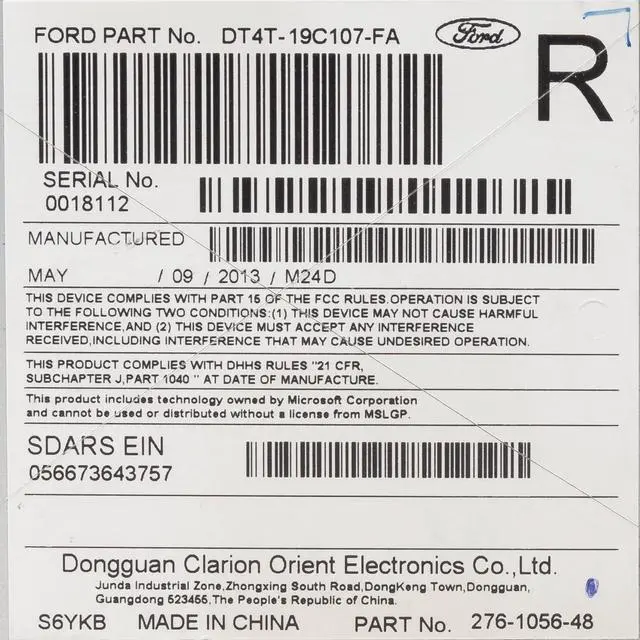 FORD PART No. DT4T-19C107-FA
Ford
R
SERIAL No.
0018112
MANUFACTURED
MAY / 09 / 2013 / M24D
THIS DEVICE COMPLIES WITH PART 15 OF THE FCC RULES.OPERATION IS SUBJECT
TO THE FOLLOWING TWO CONDITIONS:(1) THIS DEVICE MAY NOT CAUSE HARMFUL
INTERFERENCE,AND (2) THIS DEVICE MUST ACCEPT ANY INTERFERENCE
RECEIVED,INCLUDING INTERFERENCE THAT MAY CAUSE UNDESIRED OPERATION.
THIS PRODUCT COMPLIES WITH DHHS RULES "21 CFR,
SUBCHAPTER J,PART 1040 " AT DATE OF MANUFACTURE.
This product includes technology owned by Microsoft Corporation
and cannot be used or distributed without a license from MSLGP.
SDARS EIN
056673643757
Dongguan Clarion Orient Electronics Co.,Ltd.
Junda Industrial Zone,Zhongxing South Road,DongKeng Town,Dongguan,
Guangdong 523455,The People's Republic of China.
S6YKB MADE IN CHINA PART No. 276-1056-48